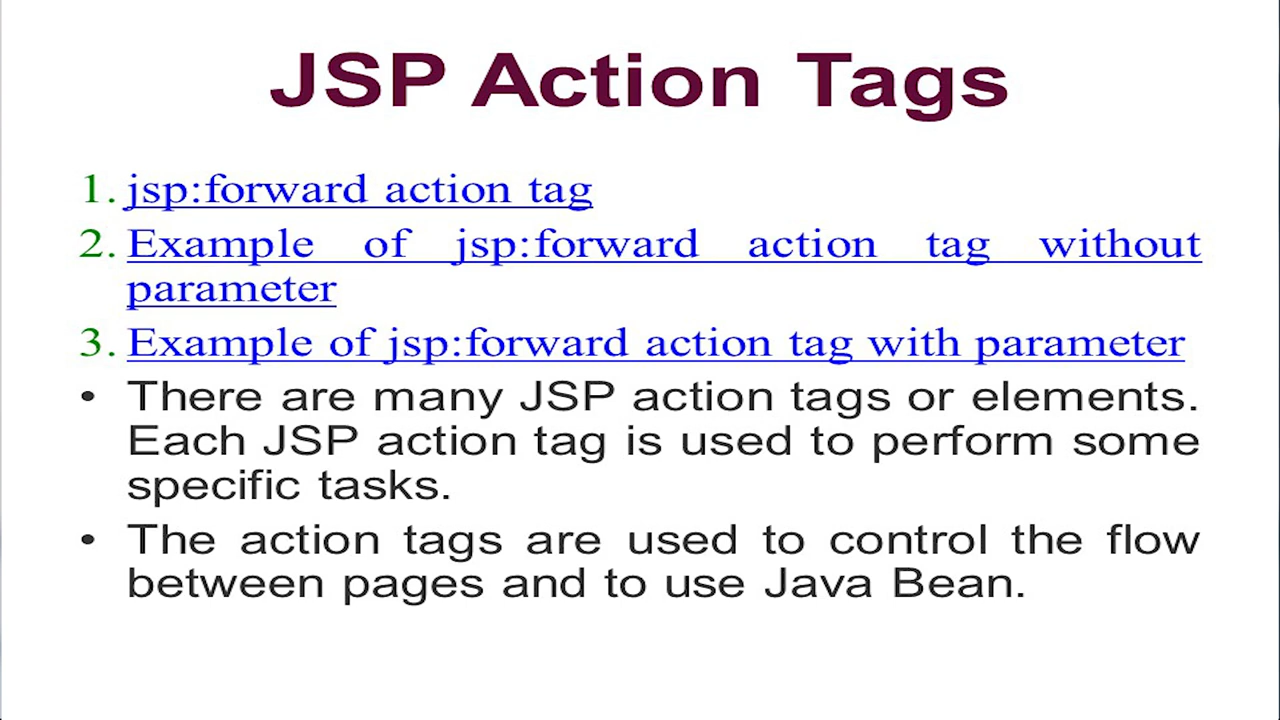 JSP Action Tags
1. jsp:forward action tag
2. Example of jsp:forward action tag without
parameter
3. Example of jsp:forward action tag with parameter
• There are many JSP action tags or elements.
Each JSP action tag is used to perform some
specific tasks.
• The action tags are used to control the flow
between pages and to use Java Bean.